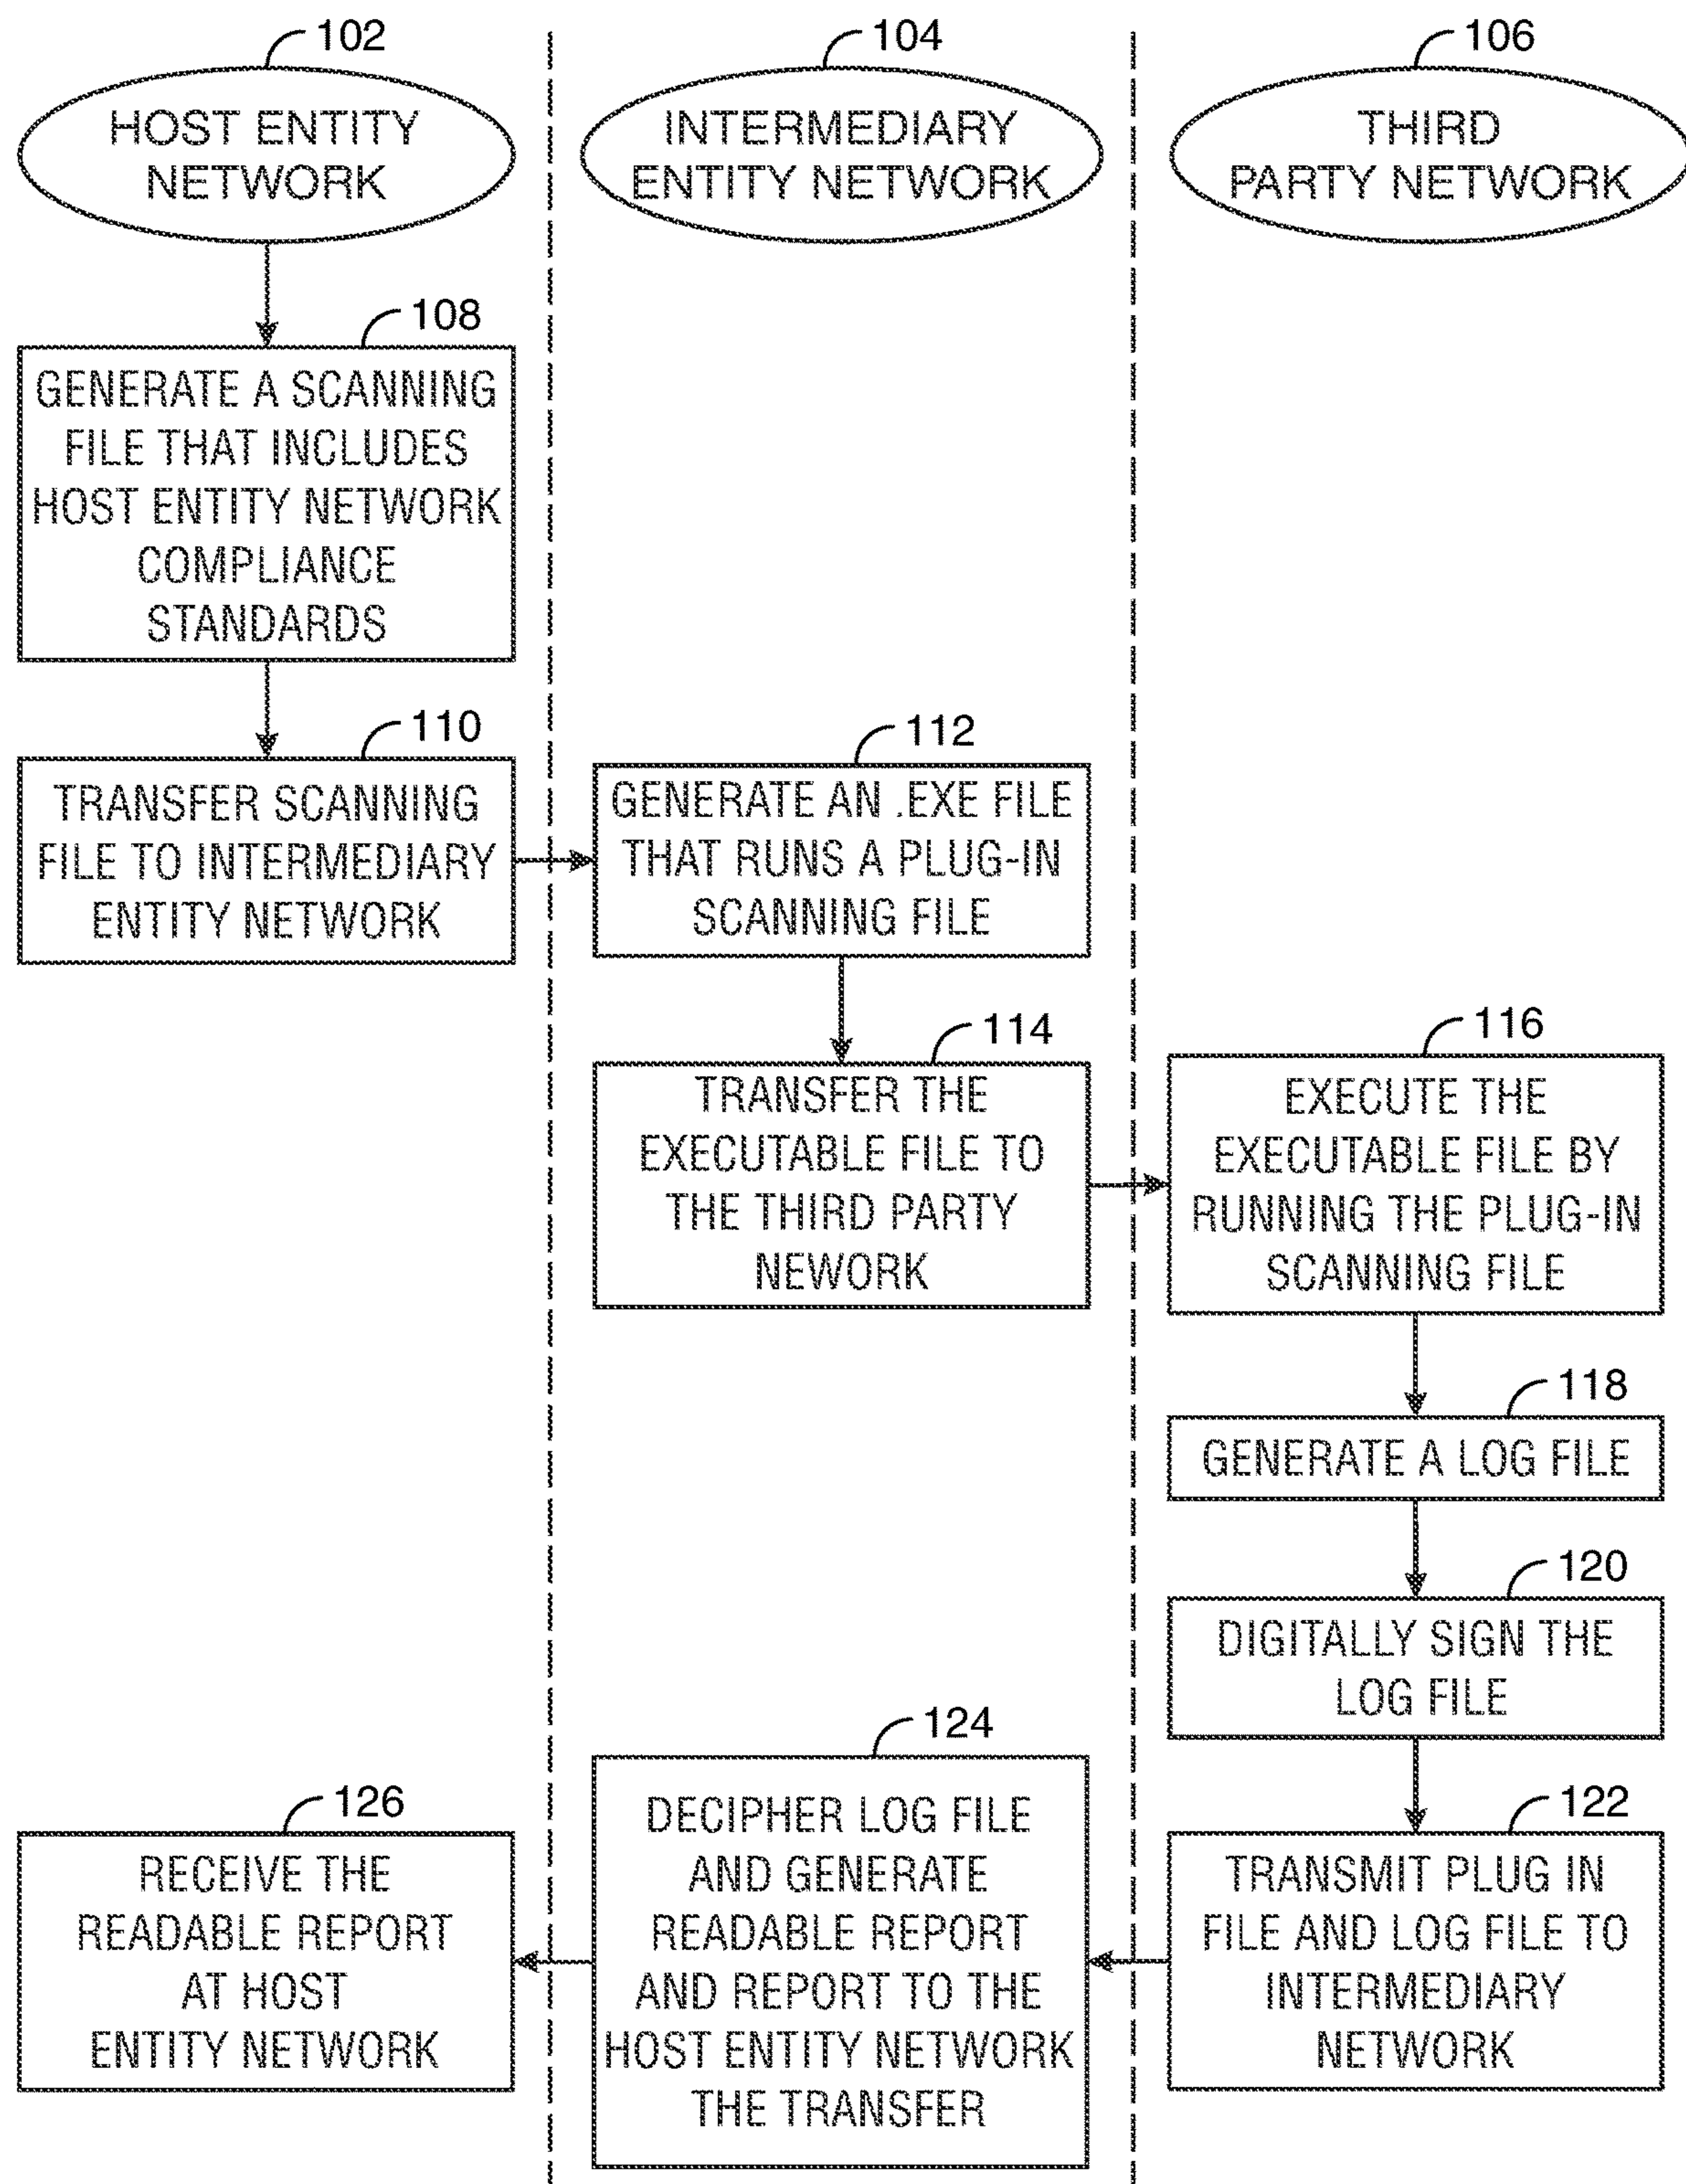 102
HOST ENTITY
NETWORK
104
INTERMEDIARY
ENTITY NETWORK
106
THIRD
PARTY NETWORK
108
GENERATE A SCANNING
FILE THAT INCLUDES
HOST ENTITY NETWORK
COMPLIANCE
STANDARDS
110
TRANSFER SCANNING
FILE TO INTERMEDIARY
ENTITY NETWORK
112
GENERATE AN .EXE FILE
THAT RUNS A PLUG-IN
SCANNING FILE
114
TRANSFER THE
EXECUTABLE FILE TO
THE THIRD PARTY
NEWORK
116
EXECUTE THE
EXECUTABLE FILE BY
RUNNING THE PLUG-IN
SCANNING FILE
118
GENERATE A LOG FILE
120
DIGITALLY SIGN THE
LOG FILE
122
TRANSMIT PLUG IN
FILE AND LOG FILE TO
INTERMEDIARY
NETWORK
124
DECIPHER LOG FILE
AND GENERATE
READABLE REPORT
AND REPORT TO THE
HOST ENTITY NETWORK
THE TRANSFER
126
RECEIVE THE
READABLE REPORT
AT HOST
ENTITY NETWORK